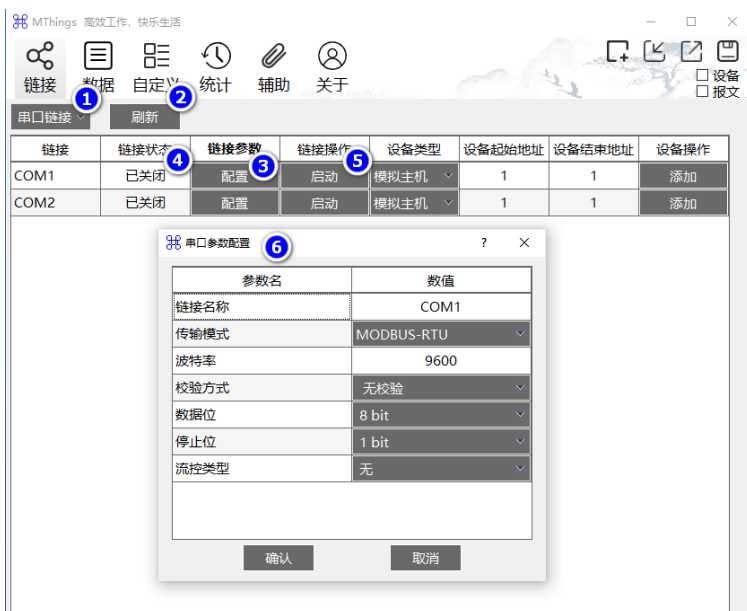 MThings 高效工作，快乐生活
链接 数据 自定义 统计 辅助 关于
设备
报文
1 2
串口链接 刷新
链接 链接状态 链接参数 链接操作 设备类型 设备起始地址 设备结束地址 设备操作
4 3 5
COM1 已关闭 配置 启动 模拟主机 1 1 添加
COM2 已关闭 配置 启动 模拟主机 1 1 添加
串口参数配置 6 ?
参数名 数值
链接名称 COM1
传输模式 MODBUS-RTU
波特率 9600
校验方式 无校验
数据位 8 bit
停止位 1 bit
流控类型 无
确认 取消